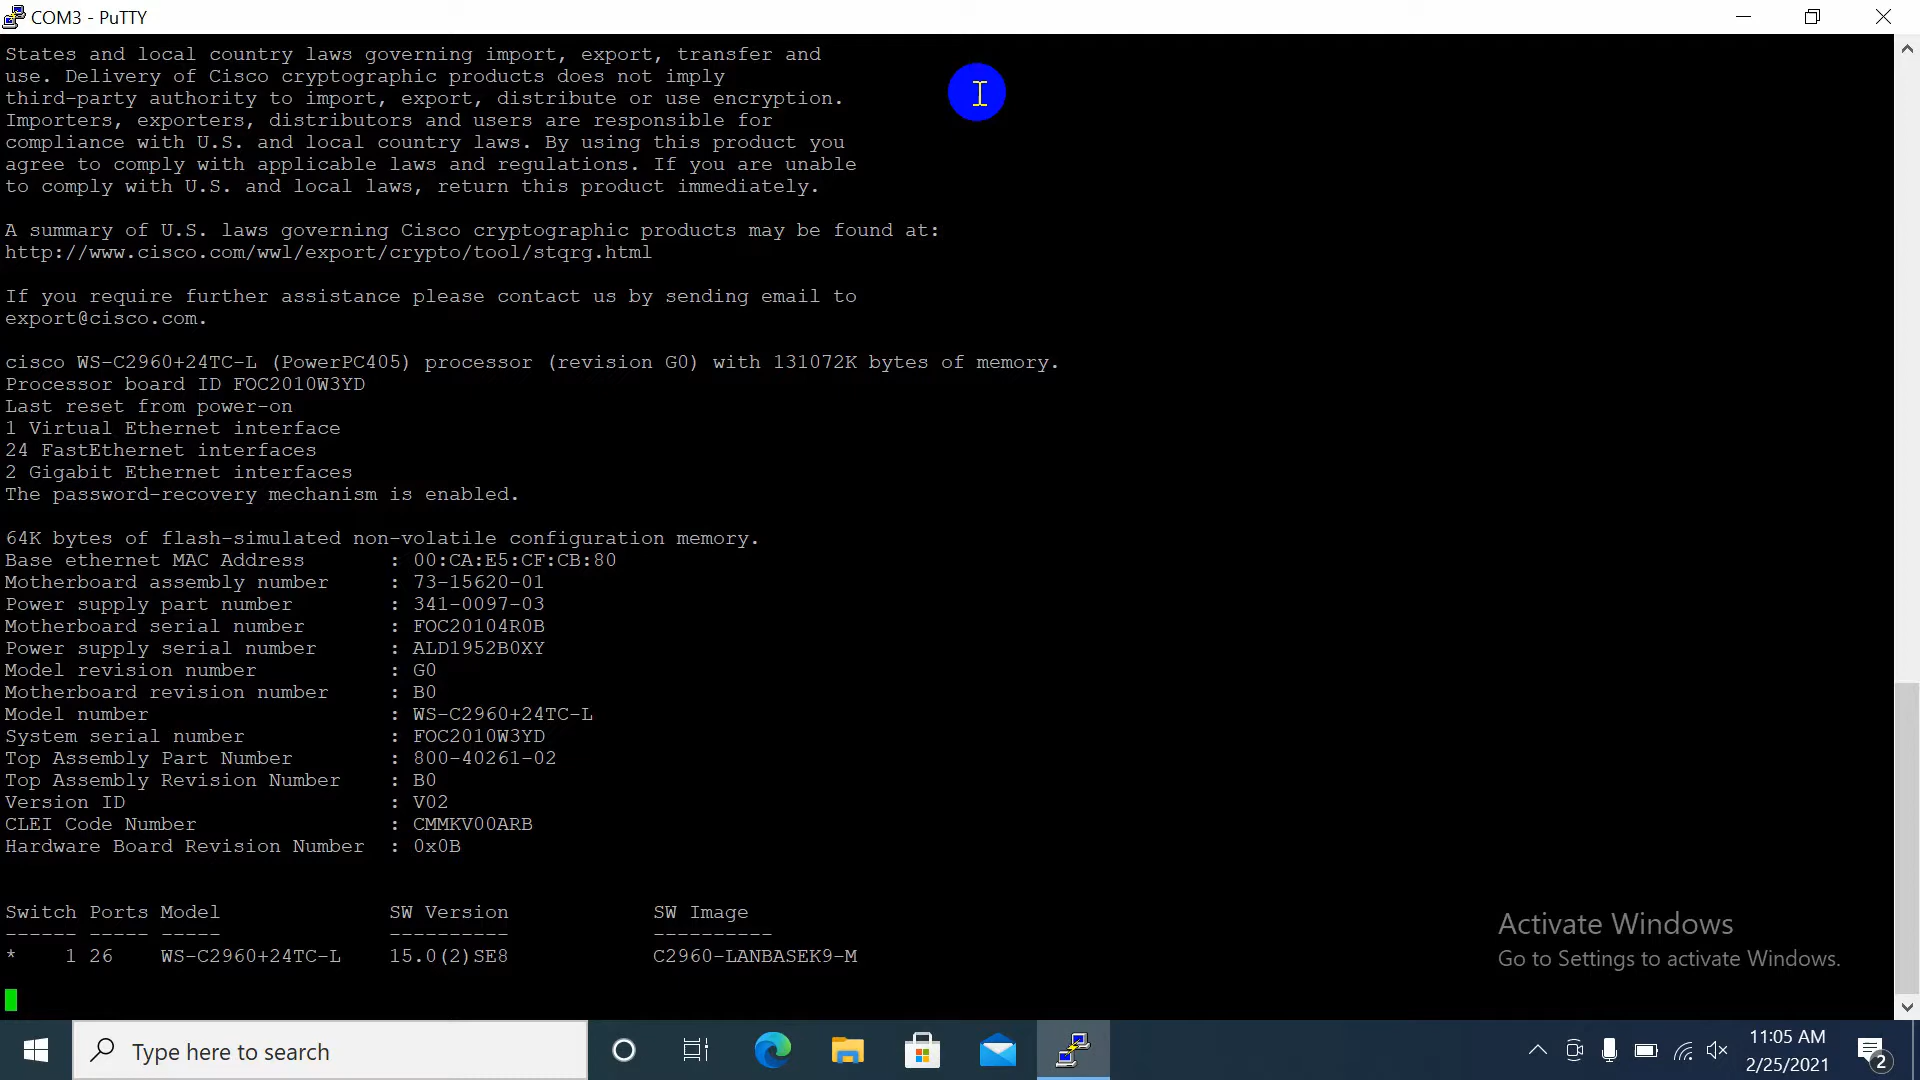 COM3 - PuTTY
States and local country laws governing import, export, transfer and
use. Delivery of Cisco cryptographic products does not imply
third-party authority to import, export, distribute or use encryption.
Importers, exporters, distributors and users are responsible for
compliance with U.S. and local country laws. By using this product you
agree to comply with applicable laws and regulations. If you are unable
to comply with U.S. and local laws, return this product immediately.
A summary of U.S. laws governing Cisco cryptographic products may be found at:
http://www.cisco.com/wwl/export/crypto/tool/stqrg.html
If you require further assistance please contact us by sending email to
export@cisco.com.
cisco WS-C2960+24TC-L (PowerPC405) processor (revision G0) with 131072K bytes of memory.
Processor board ID FOC2010W3YD
Last reset from power-on
1 Virtual Ethernet interface
24 FastEthernet interfaces
2 Gigabit Ethernet interfaces
The password-recovery mechanism is enabled.
64K bytes of flash-simulated non-volatile configuration memory.
Base ethernet MAC Address       : 00:CA:E5:CF:CB:80
Motherboard assembly number     : 73-15620-01
Power supply part number        : 341-0097-03
Motherboard serial number       : FOC20104R0B
Power supply serial number      : ALD1952B0XY
Model revision number           : G0
Motherboard revision number     : B0
Model number                    : WS-C2960+24TC-L
System serial number            : FOC2010W3YD
Top Assembly Part Number        : 800-40261-02
Top Assembly Revision Number    : B0
Version ID                      : V02
CLEI Code Number                : CMMKV00ARB
Hardware Board Revision Number  : 0x0B
Switch Ports Model              SW Version            SW Image
------ ----- -----              ----------            ----------
*    1 26    WS-C2960+24TC-L    15.0(2)SE8            C2960-LANBASEK9-M
Activate Windows
Go to Settings to activate Windows.
Type here to search
11:05 AM
2/25/2021
2